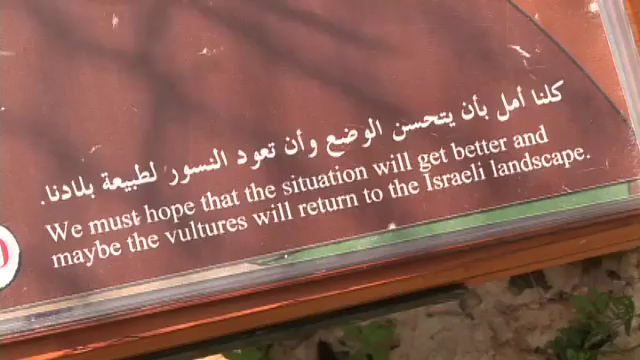 كلنا أمل بأن يتحسن الوضع وأن تعود النسور لطبيعة بلادنا.
We must hope that the situation will get better and
maybe the vultures will return to the Israeli landscape.